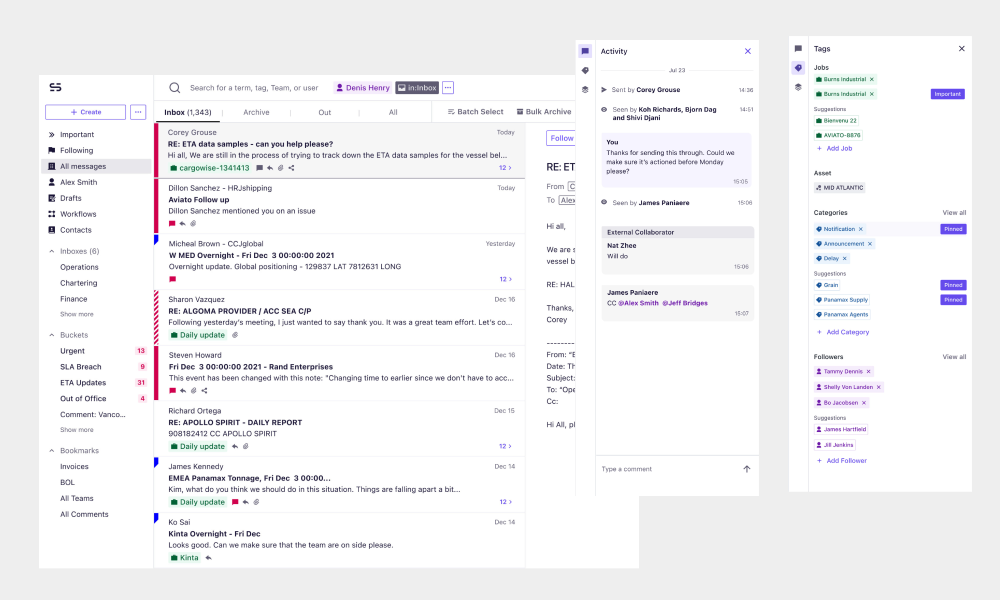 Create
Important
Following
All messages
Alex Smith
Drafts
Workflows
Contacts
Inboxes (6)
Operations
Chartering
Finance
Show more
Buckets
Urgent 13
SLA Breach 9
ETA Updates 31
Out of Office 4
Comment: Vanco...
Show more
Bookmarks
Invoices
BOL
All Teams
All Comments
Search for a term, tag, Team, or user Denis Henry in:Inbox
Inbox (1,343) Archive Out All Batch Select Bulk Archive
Corey Grouse Today
RE: ETA data samples - can you help please?
Hi all, We are still in the process of trying to track down the ETA data samples for the vessel bel...
cargowise-1341413 12 >
Dillon Sanchez - HRJshipping Today
Aviato Follow up
Dillon Sanchez mentioned you on an issue
Micheal Brown - CCJglobal Yesterday
W MED Overnight - Fri Dec 3 00:00:00 2021
Overnight update. Global positioning - 129837 LAT 7812631 LONG
12 >
Sharon Vazquez Dec 16
RE: ALGOMA PROVIDER / ACC SEA C/P
Following yesterday's meeting, I just wanted to say thank you. It was a great team effort. Let's co...
Daily update
Steven Howard Dec 16
Fri Dec 3 00:00:00 2021 - Rand Enterprises
This event has been changed with this note: "Changing time to earlier since we don't have to acc...
Richard Ortega Dec 15
RE: APOLLO SPIRIT - DAILY REPORT
908182412 CC APOLLO SPIRIT
Daily update 12 >
James Kennedy Dec 14
EMEA Panamax Tonnage, Fri Dec 3 00:00...
Kim, what do you think we should do in this situation. Things are falling apart a bit...
Daily update 12 >
Ko Sai Dec 14
Kinta Overnight - Fri Dec
Looks good. Can we make sure that the team are on side please.
Kinta
Follow
RE: ET
From C
To Alex
Hi all,
We are s
vessel b
RE: HAL
Thanks,
Corey
--------
From: "E
Date: Th
Subject:
To: "Ope
Cc:
Hi All, pl
Activity
Jul 23
Sent by Corey Grouse 14:36
Seen by Koh Richards, Bjorn Dag 14:51
and Shivi Djani
You
Thanks for sending this through. Could we
make sure it's actioned before Monday
please?
15:05
Seen by James Paniaere 15:06
External Collaborator
Nat Zhee
Will do
15:06
James Paniaere
CC @Alex Smith @Jeff Bridges
15:07
Type a comment
Tags
Jobs
Burns Industrial
Burns Industrial Important
Suggestions
Bienvenu 22
AVIATO-8876
Add Job
Asset
MID ATLANTIC
Categories View all
Notification Pinned
Announcement
Delay
Suggestions
Grain Pinned
Panamax Supply Pinned
Panamax Agents
Add Category
Followers View all
Tammy Dennis
Shelly Von Landen
Bo Jacobsen
Suggestions
James Hartfield
Jill Jenkins
Add Follower